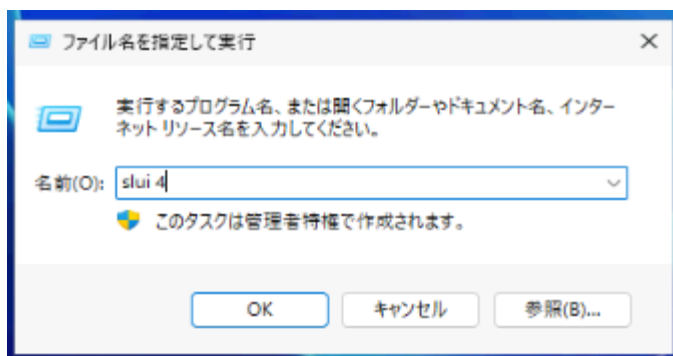 ファイル名を指定して実行
実行するプログラム名、または開くフォルダーやドキュメント名、インター
ネット リソース名を入力してください。
名前(O): slui 4
このタスクは管理者特権で作成されます。
OK キャンセル 参照(B)...